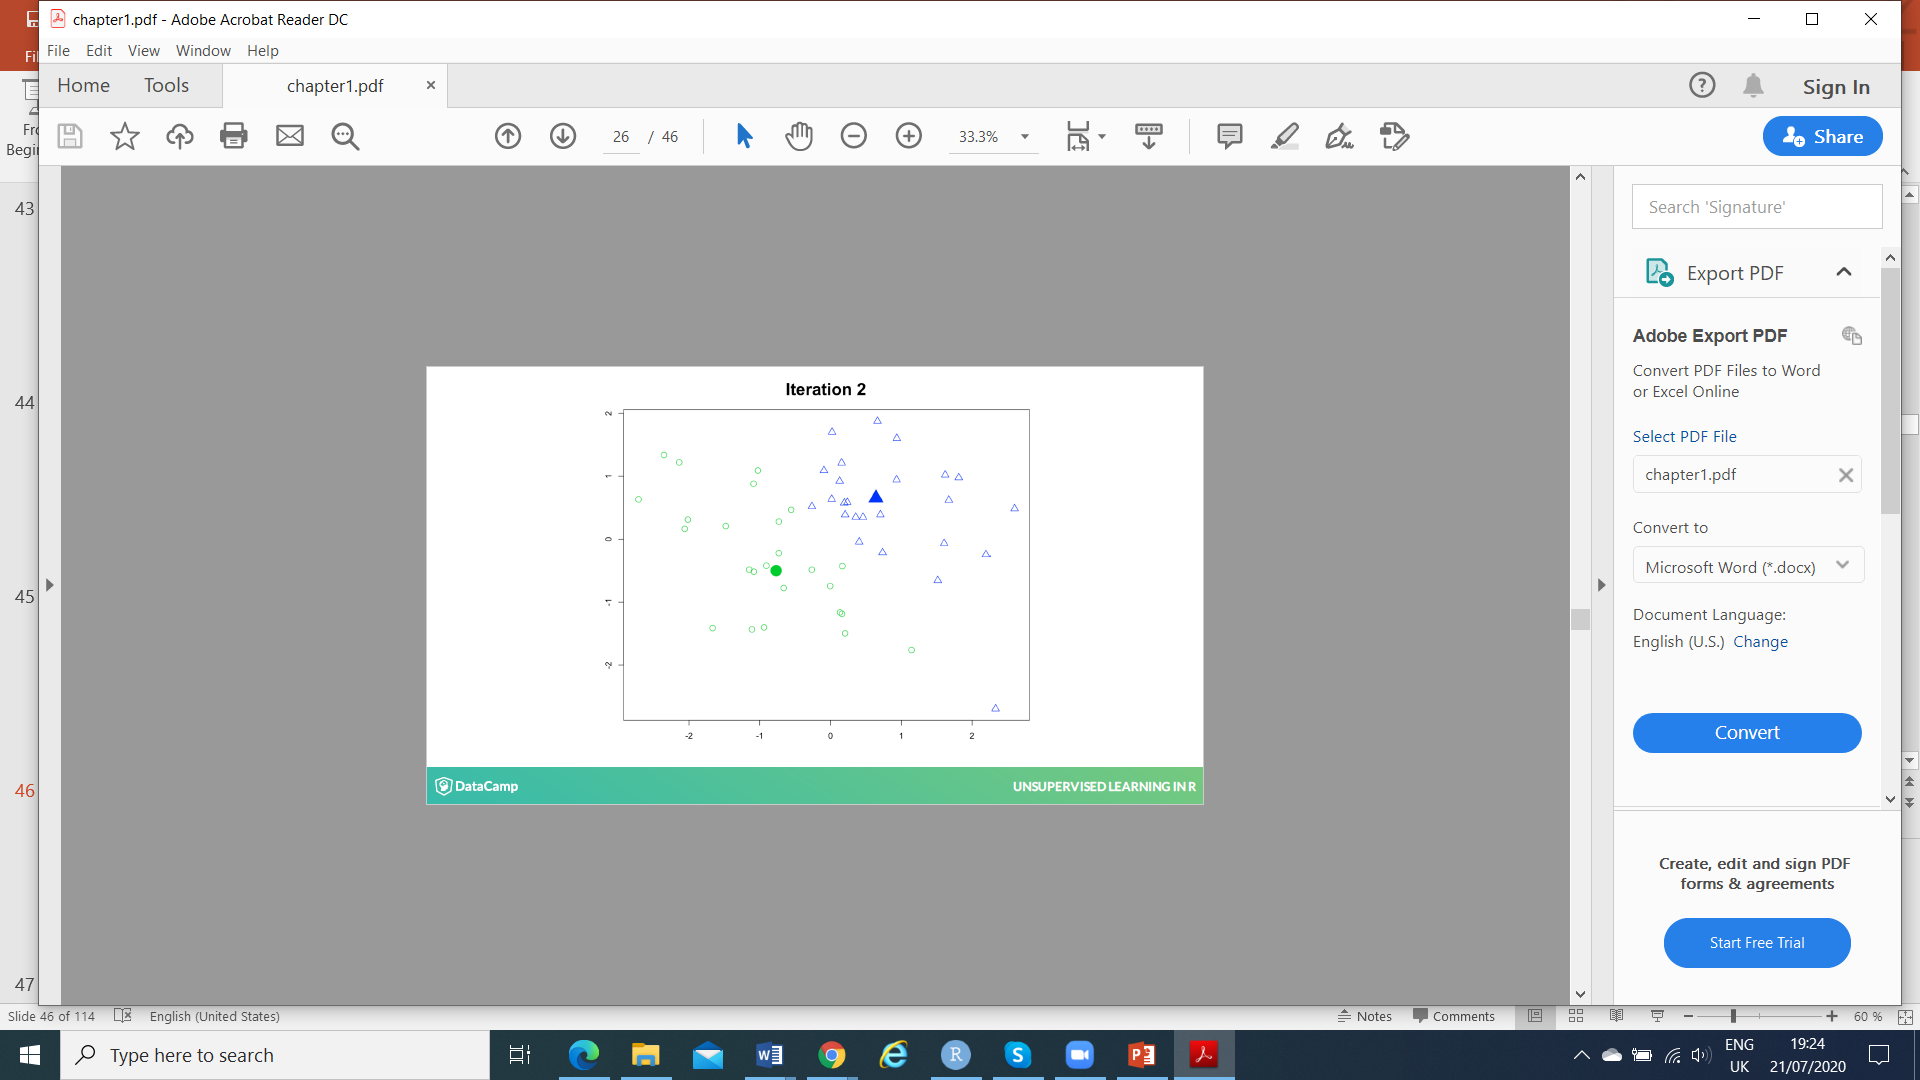 chapter1.pdf - Adobe Acrobat Reader DC
File Edit View Window Help
Home Tools chapter1.pdf
Sign In
26 / 46
33.3%
Share
Fi
Fro
Begin
43
44
45
46
47
Search 'Signature'
Export PDF
Adobe Export PDF
Convert PDF Files to Word
or Excel Online
Select PDF File
chapter1.pdf
Convert to
Microsoft Word (*.docx)
Document Language:
English (U.S.) Change
Convert
Create, edit and sign PDF
forms & agreements
Start Free Trial
Iteration 2
2
1
0
-1
-2
-2 -1 0 1 2
DataCamp
UNSUPERVISED LEARNING IN R
Slide 46 of 114 English (United States)
Notes Comments 60 %
Type here to search
ENG
UK
19:24
21/07/2020